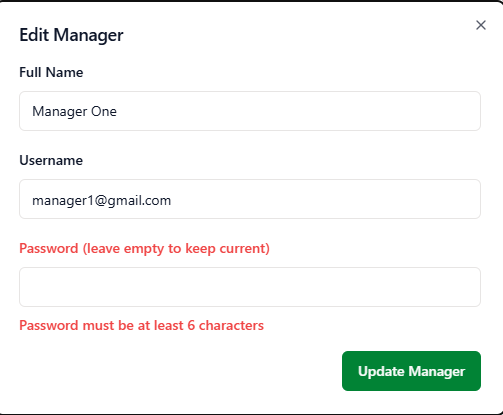 Edit Manager
Full Name
Manager One
Username
manager1@gmail.com
Password (leave empty to keep current)
Password must be at least 6 characters
Update Manager